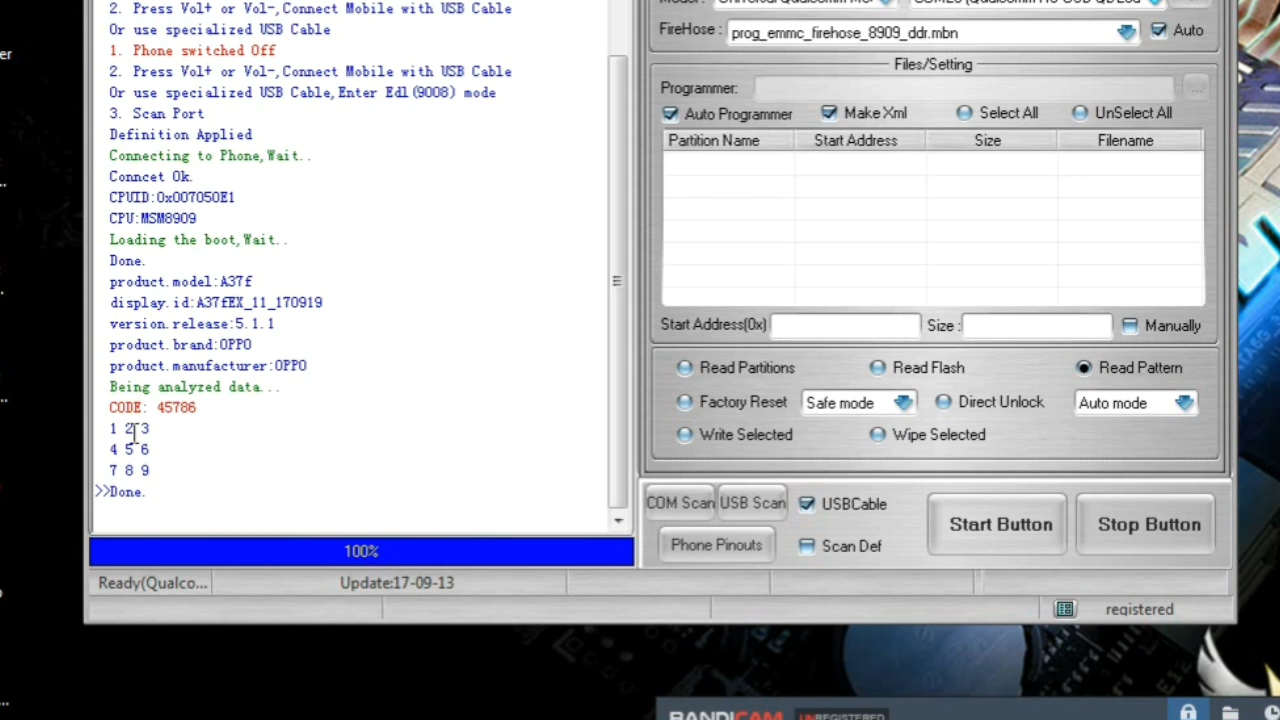 2. Press Vol+ or Vol-,Connect Mobile with USB Cable
Or use specialized USB Cable
1. Phone switched Off
2. Press Vol+ or Vol-,Connect Mobile with USB Cable
Or use specialized USB Cable,Enter Edl(9008) mode
3. Scan Port
Definition Applied
Connecting to Phone,Wait..
Conncet Ok.
CPUID:0x007050E1
CPU:MSM8909
Loading the boot,Wait..
Done.
product.model:A37f
display.id:A37fEX_11_170919
version.release:5.1.1
product.brand:OPPO
product.manufacturer:OPPO
Being analyzed data...
CODE: 45786
1 2 3
4 5 6
7 8 9
>>Done.
100%
Ready(Qualco...
Update:17-09-13
registered
FireHose :
prog_emmc_firehose_8909_ddr.mbn
Auto
Files/Setting
Programmer:
...
Auto Programmer
Make Xml
Select All
UnSelect All
Partition Name
Start Address
Size
Filename
Start Address(0x)
Size :
Manually
Read Partitions
Read Flash
Read Pattern
Factory Reset
Safe mode
Direct Unlock
Auto mode
Write Selected
Wipe Selected
COM Scan
USB Scan
USBCable
Start Button
Stop Button
Phone Pinouts
Scan Def
BANDICAM
UNREGISTERED